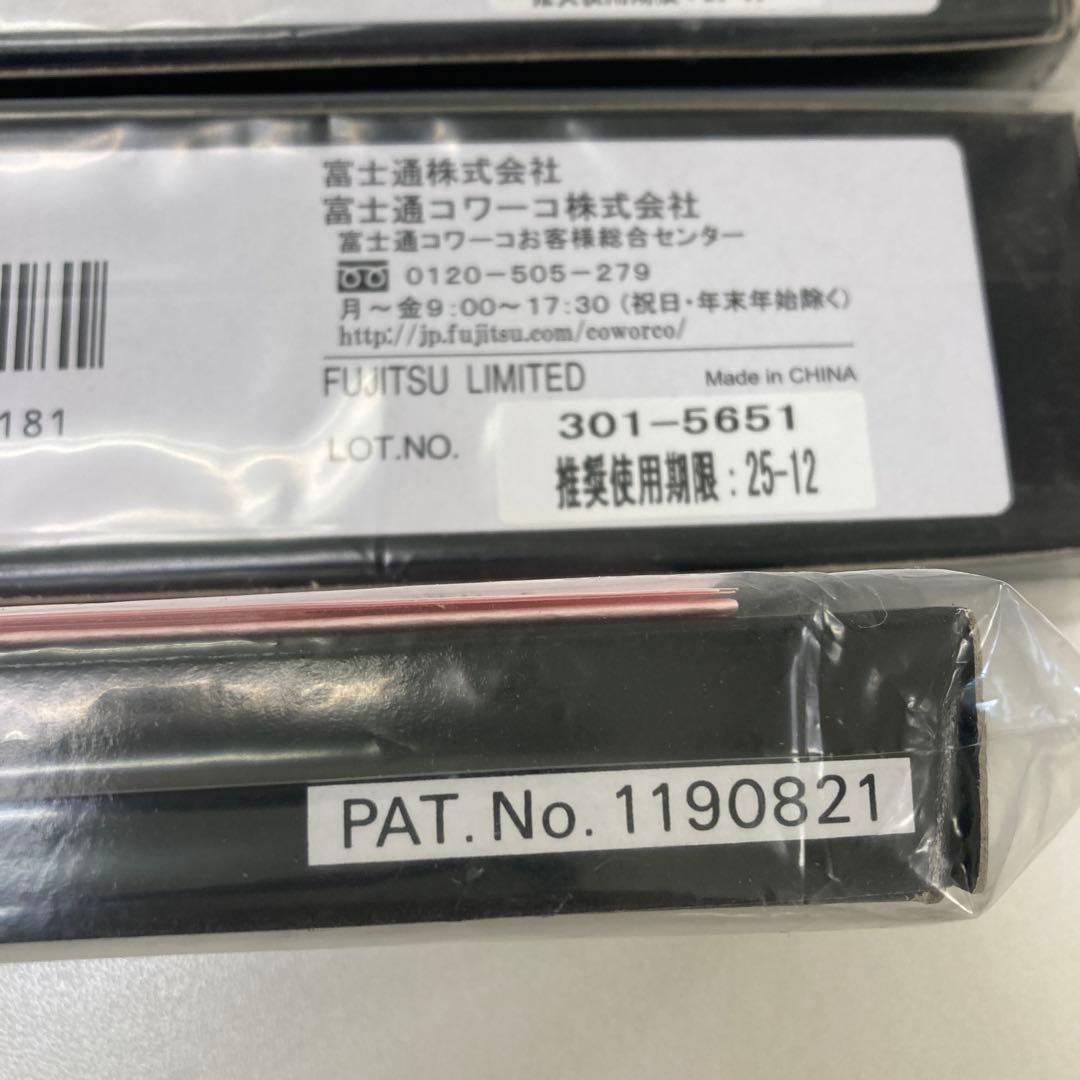 富士通株式会社
富士通コワーコ株式会社
富士通コワーコお客様総合センター
0120-505-279
月～金9:00～17:30（祝日・年末年始除く）
http://jp.fujitsu.com/coworco/
FUJITSU LIMITED Made in CHINA
181
LOT.NO. 301-5651
推奨使用期限：25-12
PAT.No.1190821